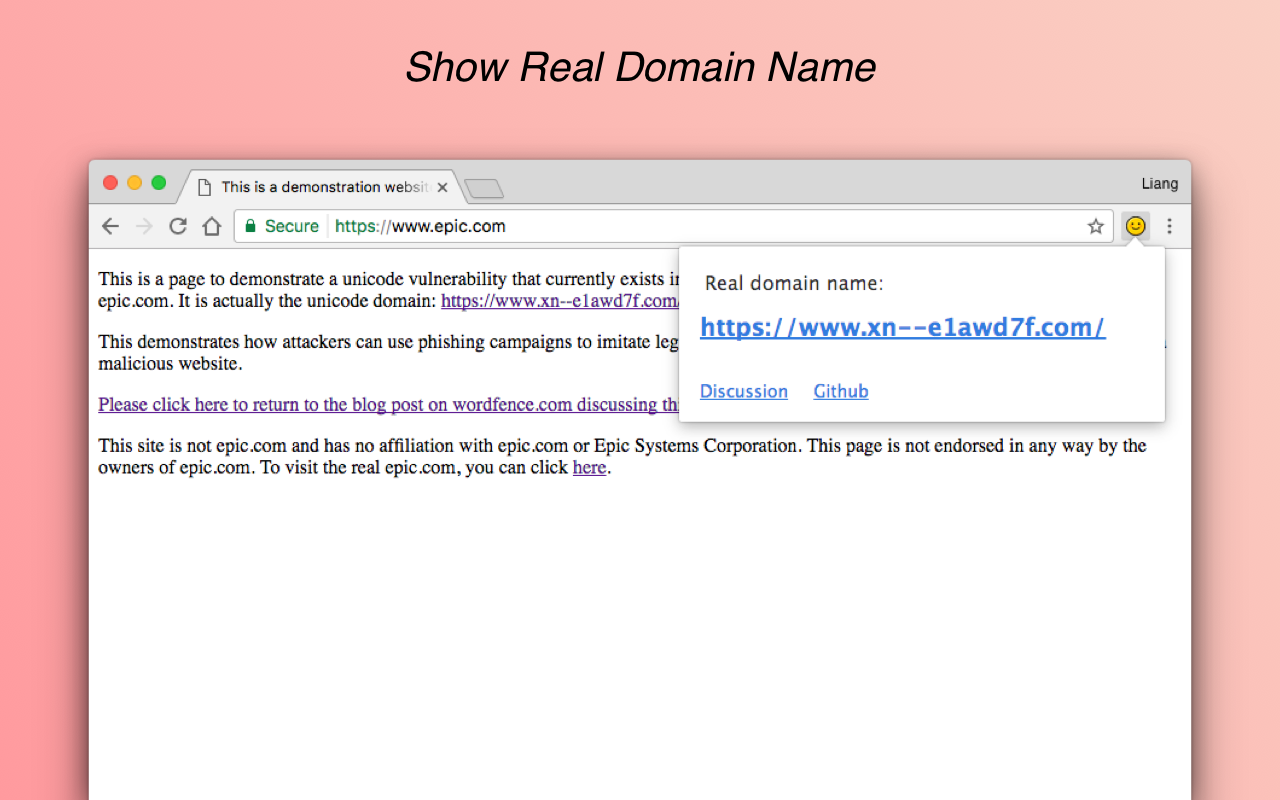 Show Real Domain Name
This is a demonstration websit
Liang
Secure https://www.epic.com
This is a page to demonstrate a unicode vulnerability that currently exists in
epic.com. It is actually the unicode domain: https://www.xn--e1awd7f.com/
This demonstrates how attackers can use phishing campaigns to imitate leg
malicious website.
Please click here to return to the blog post on wordfence.com discussing thi
This site is not epic.com and has no affiliation with epic.com or Epic Systems Corporation. This page is not endorsed in any way by the
owners of epic.com. To visit the real epic.com, you can click here.
Real domain name:
https://www.xn--e1awd7f.com/
Discussion Github